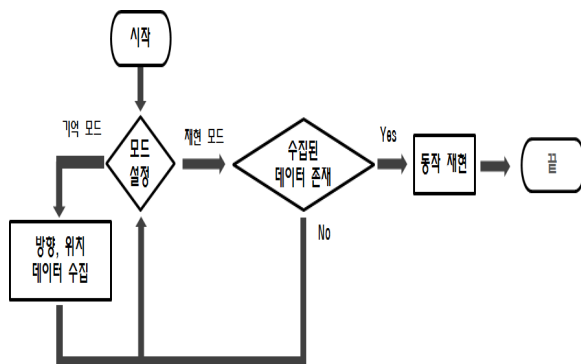 시작
기억 모드
모드
설정
재현 모드
수집된
데이터 존재
Yes
동작 재현
끝
방향, 위치
데이터 수집
No